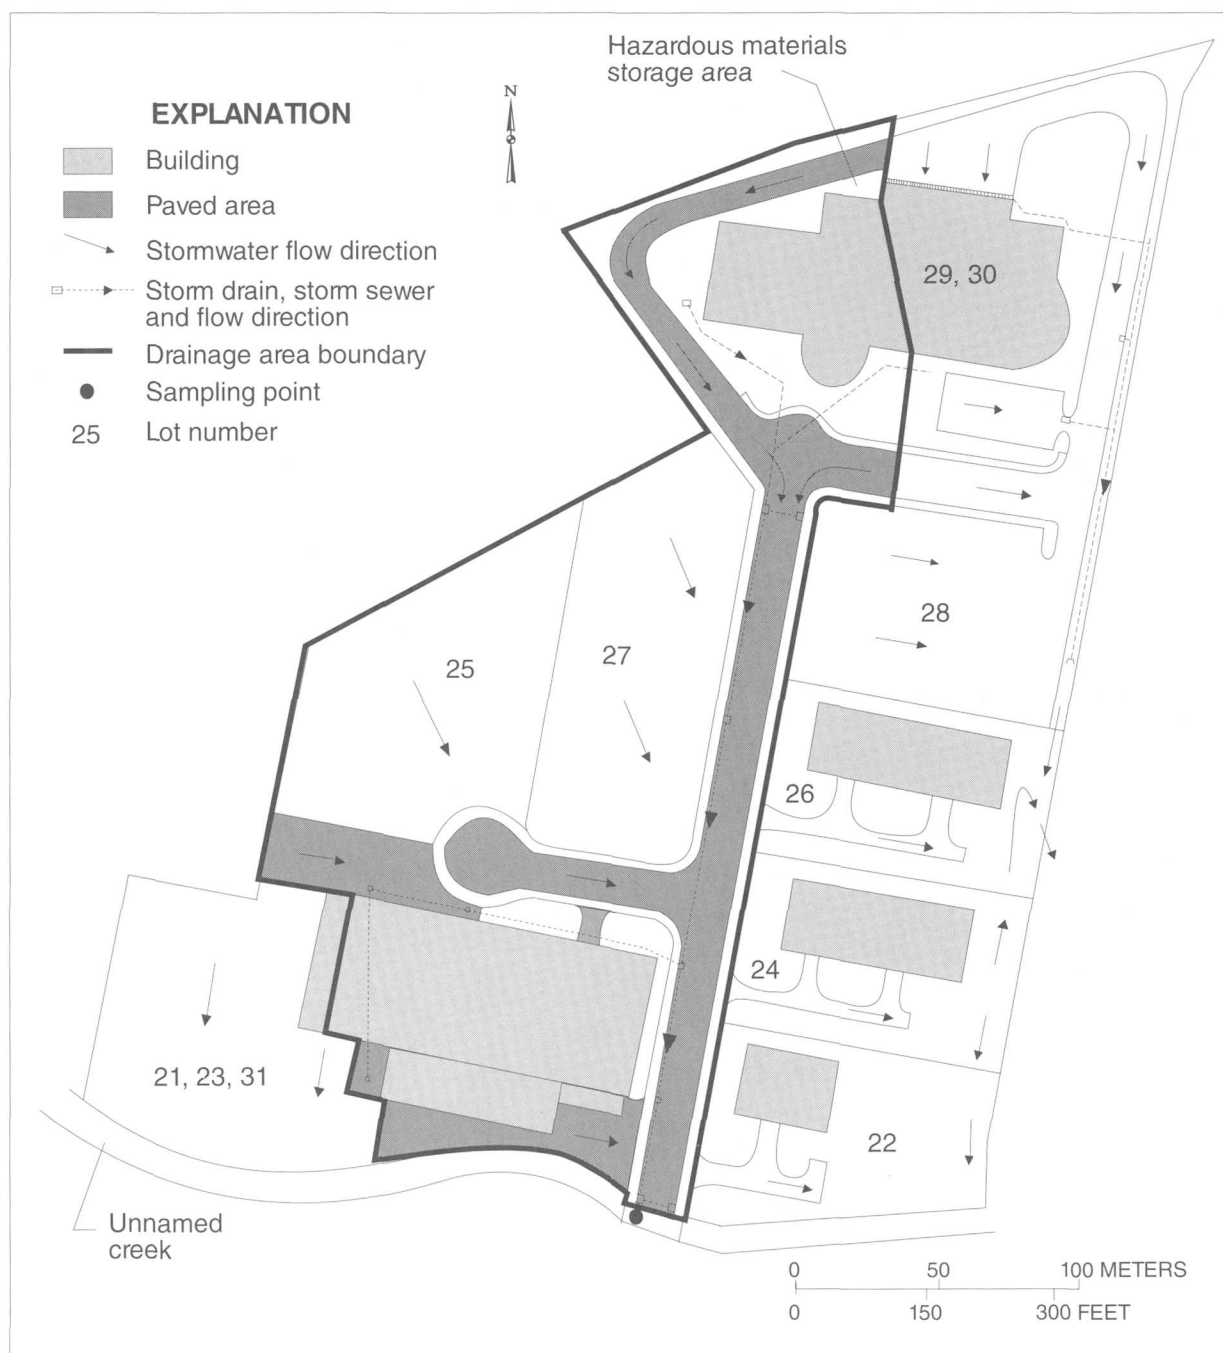 Hazardous materials
storage area
N
EXPLANATION
Building
Paved area
Stormwater flow direction
Storm drain, storm sewer
and flow direction
Drainage area boundary
Sampling point
25 Lot number
29, 30
28
27
25
26
24
21, 23, 31
22
Unnamed
creek
0 50 100 METERS
0 150 300 FEET